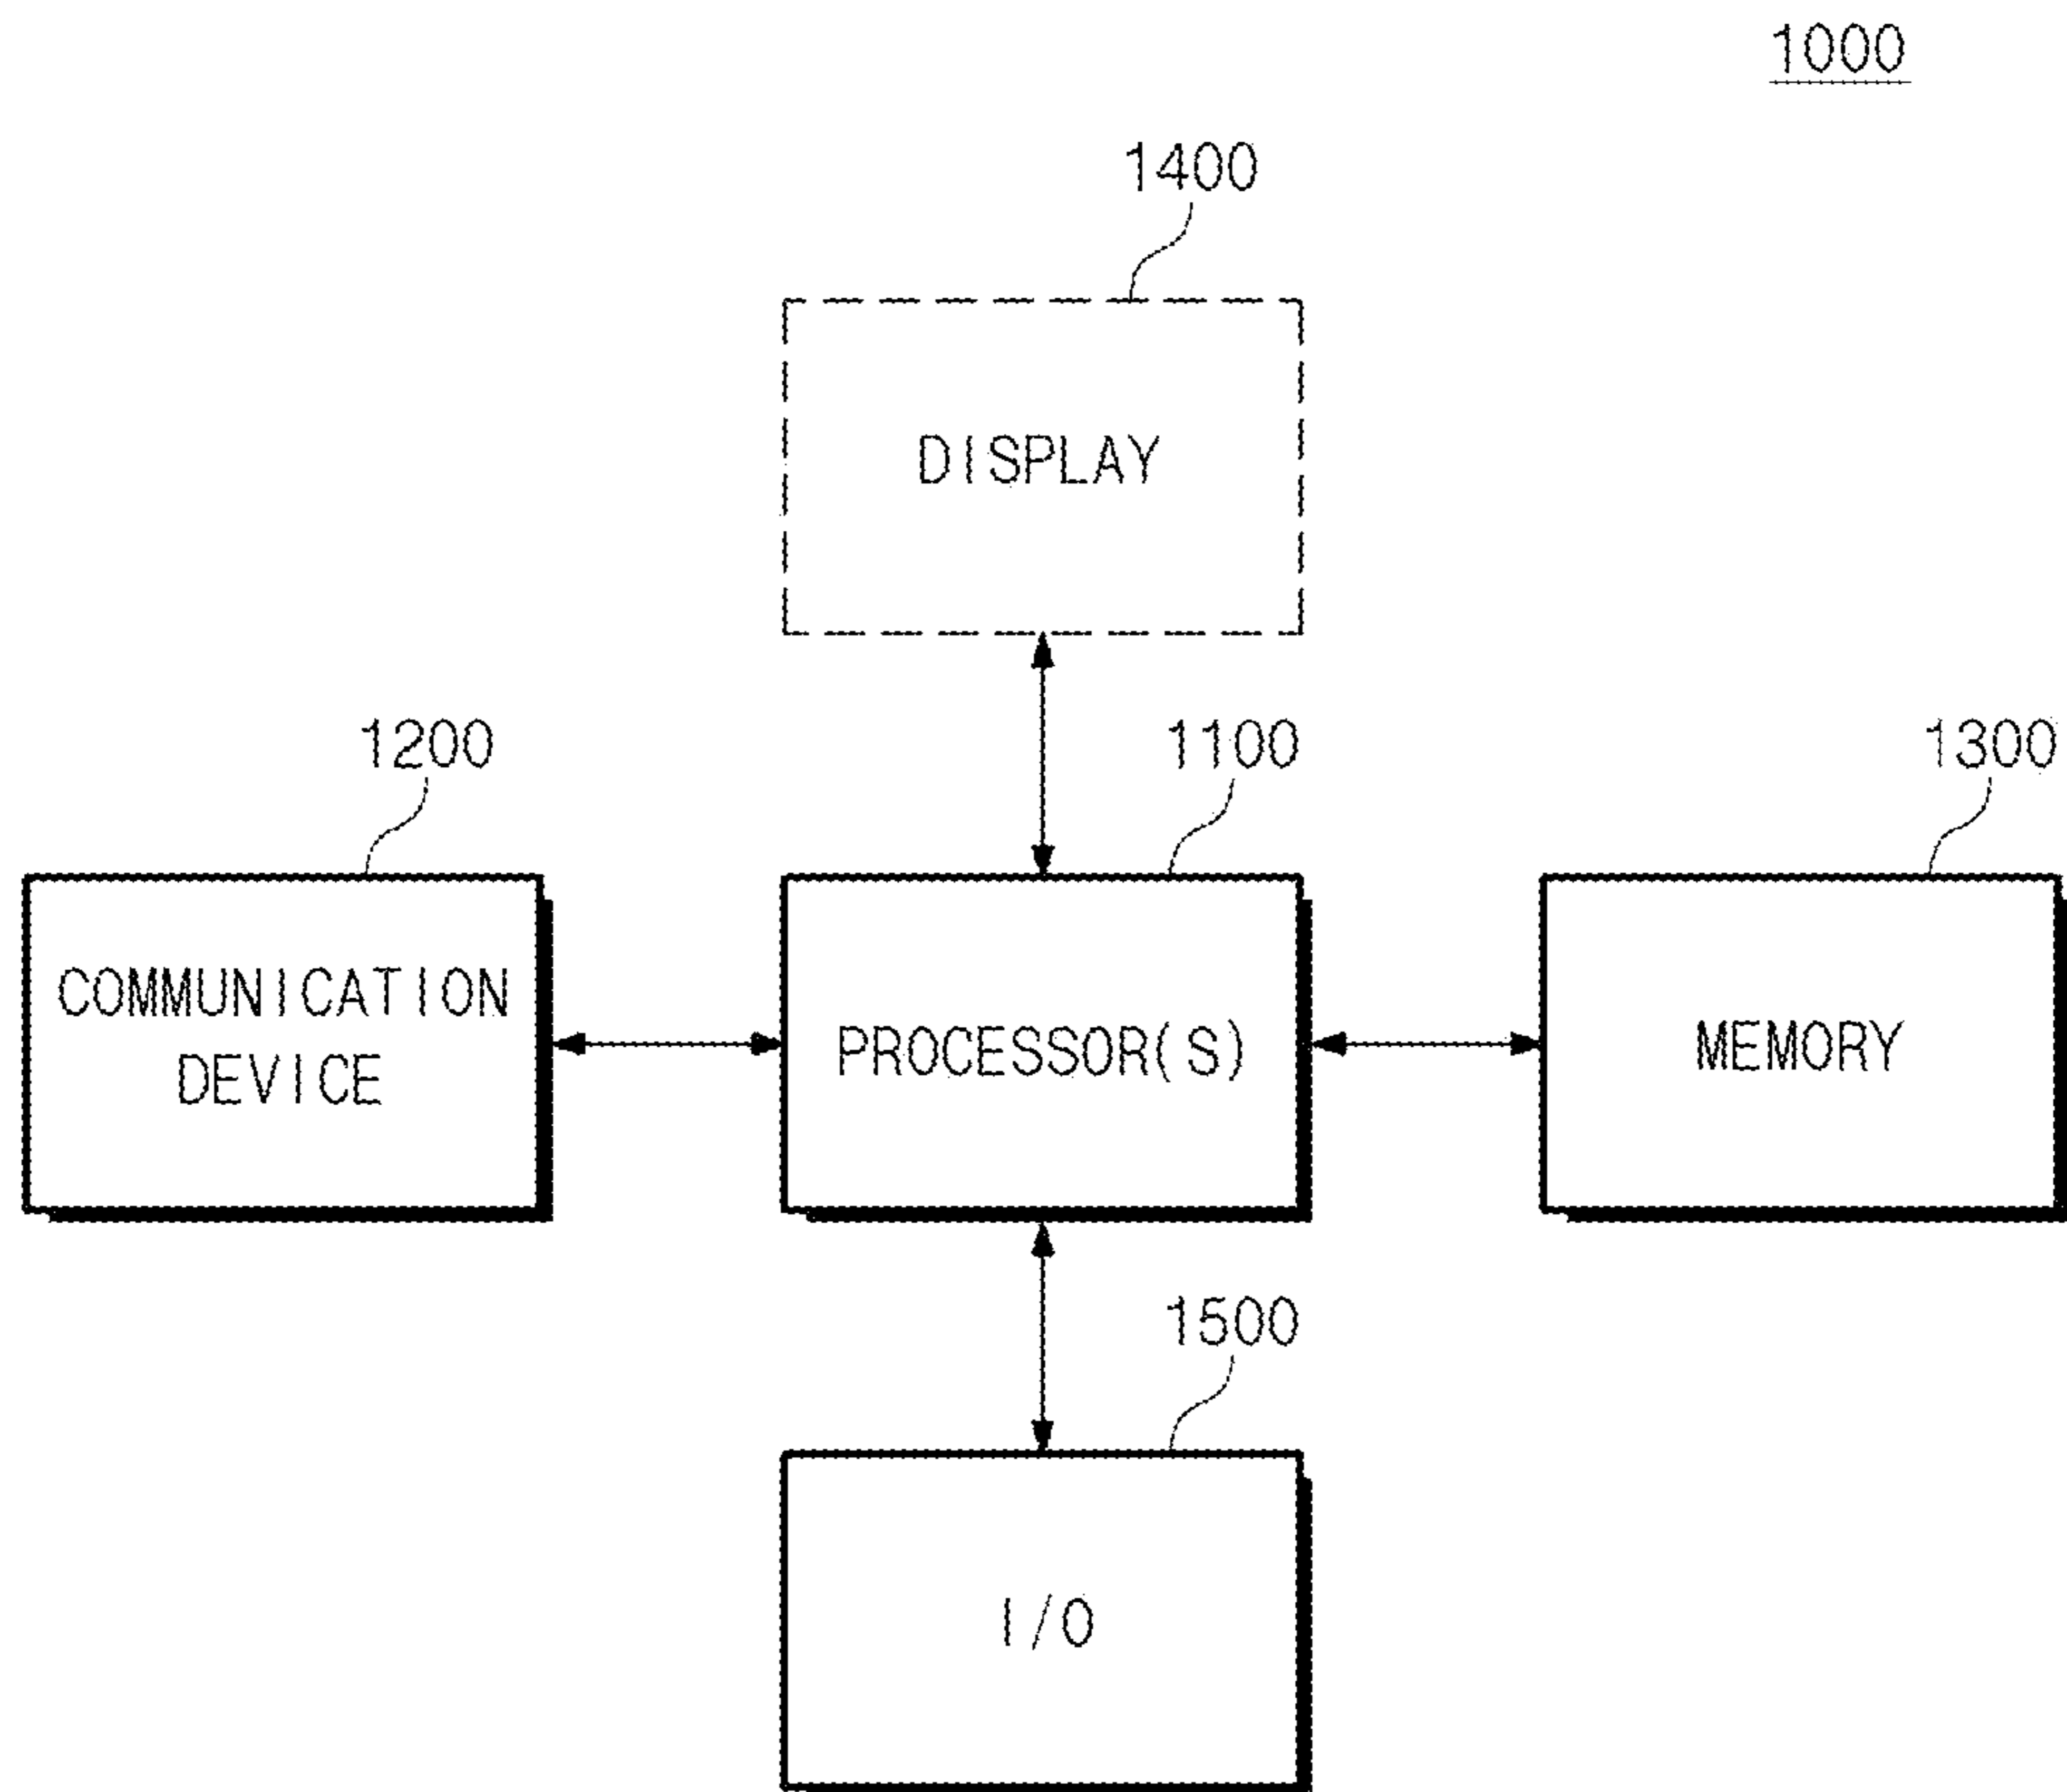 1000
1400
DISPLAY
1200
1100
1300
COMMUNICATION
DEVICE
PROCESSOR(S)
MEMORY
1500
I/O